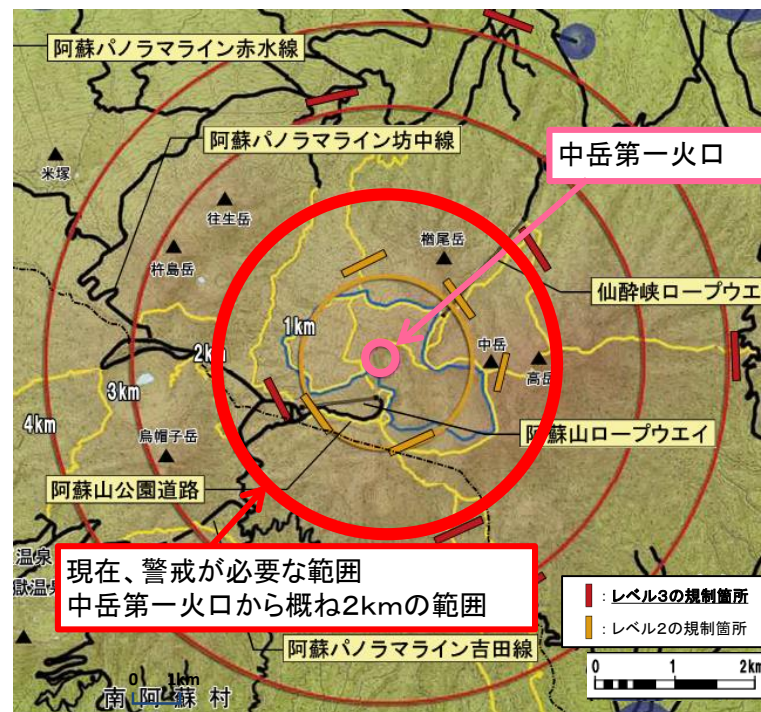 阿蘇パノラマライン赤水線
阿蘇パノラマライン坊中線
中岳第一火口
米塚
往生岳
杵島岳
楢尾岳
仙酔峡ロープウエ
1km
2km
3km
4km
中岳
高岳
烏帽子岳
阿蘇山ロープウエイ
阿蘇山公園道路
温泉
現在、警戒が必要な範囲
中岳第一火口から概ね2kmの範囲
:レベル3の規制箇所
:レベル2の規制箇所
阿蘇パノラマライン吉田線
0 1 2km
0 1km
南阿蘇村